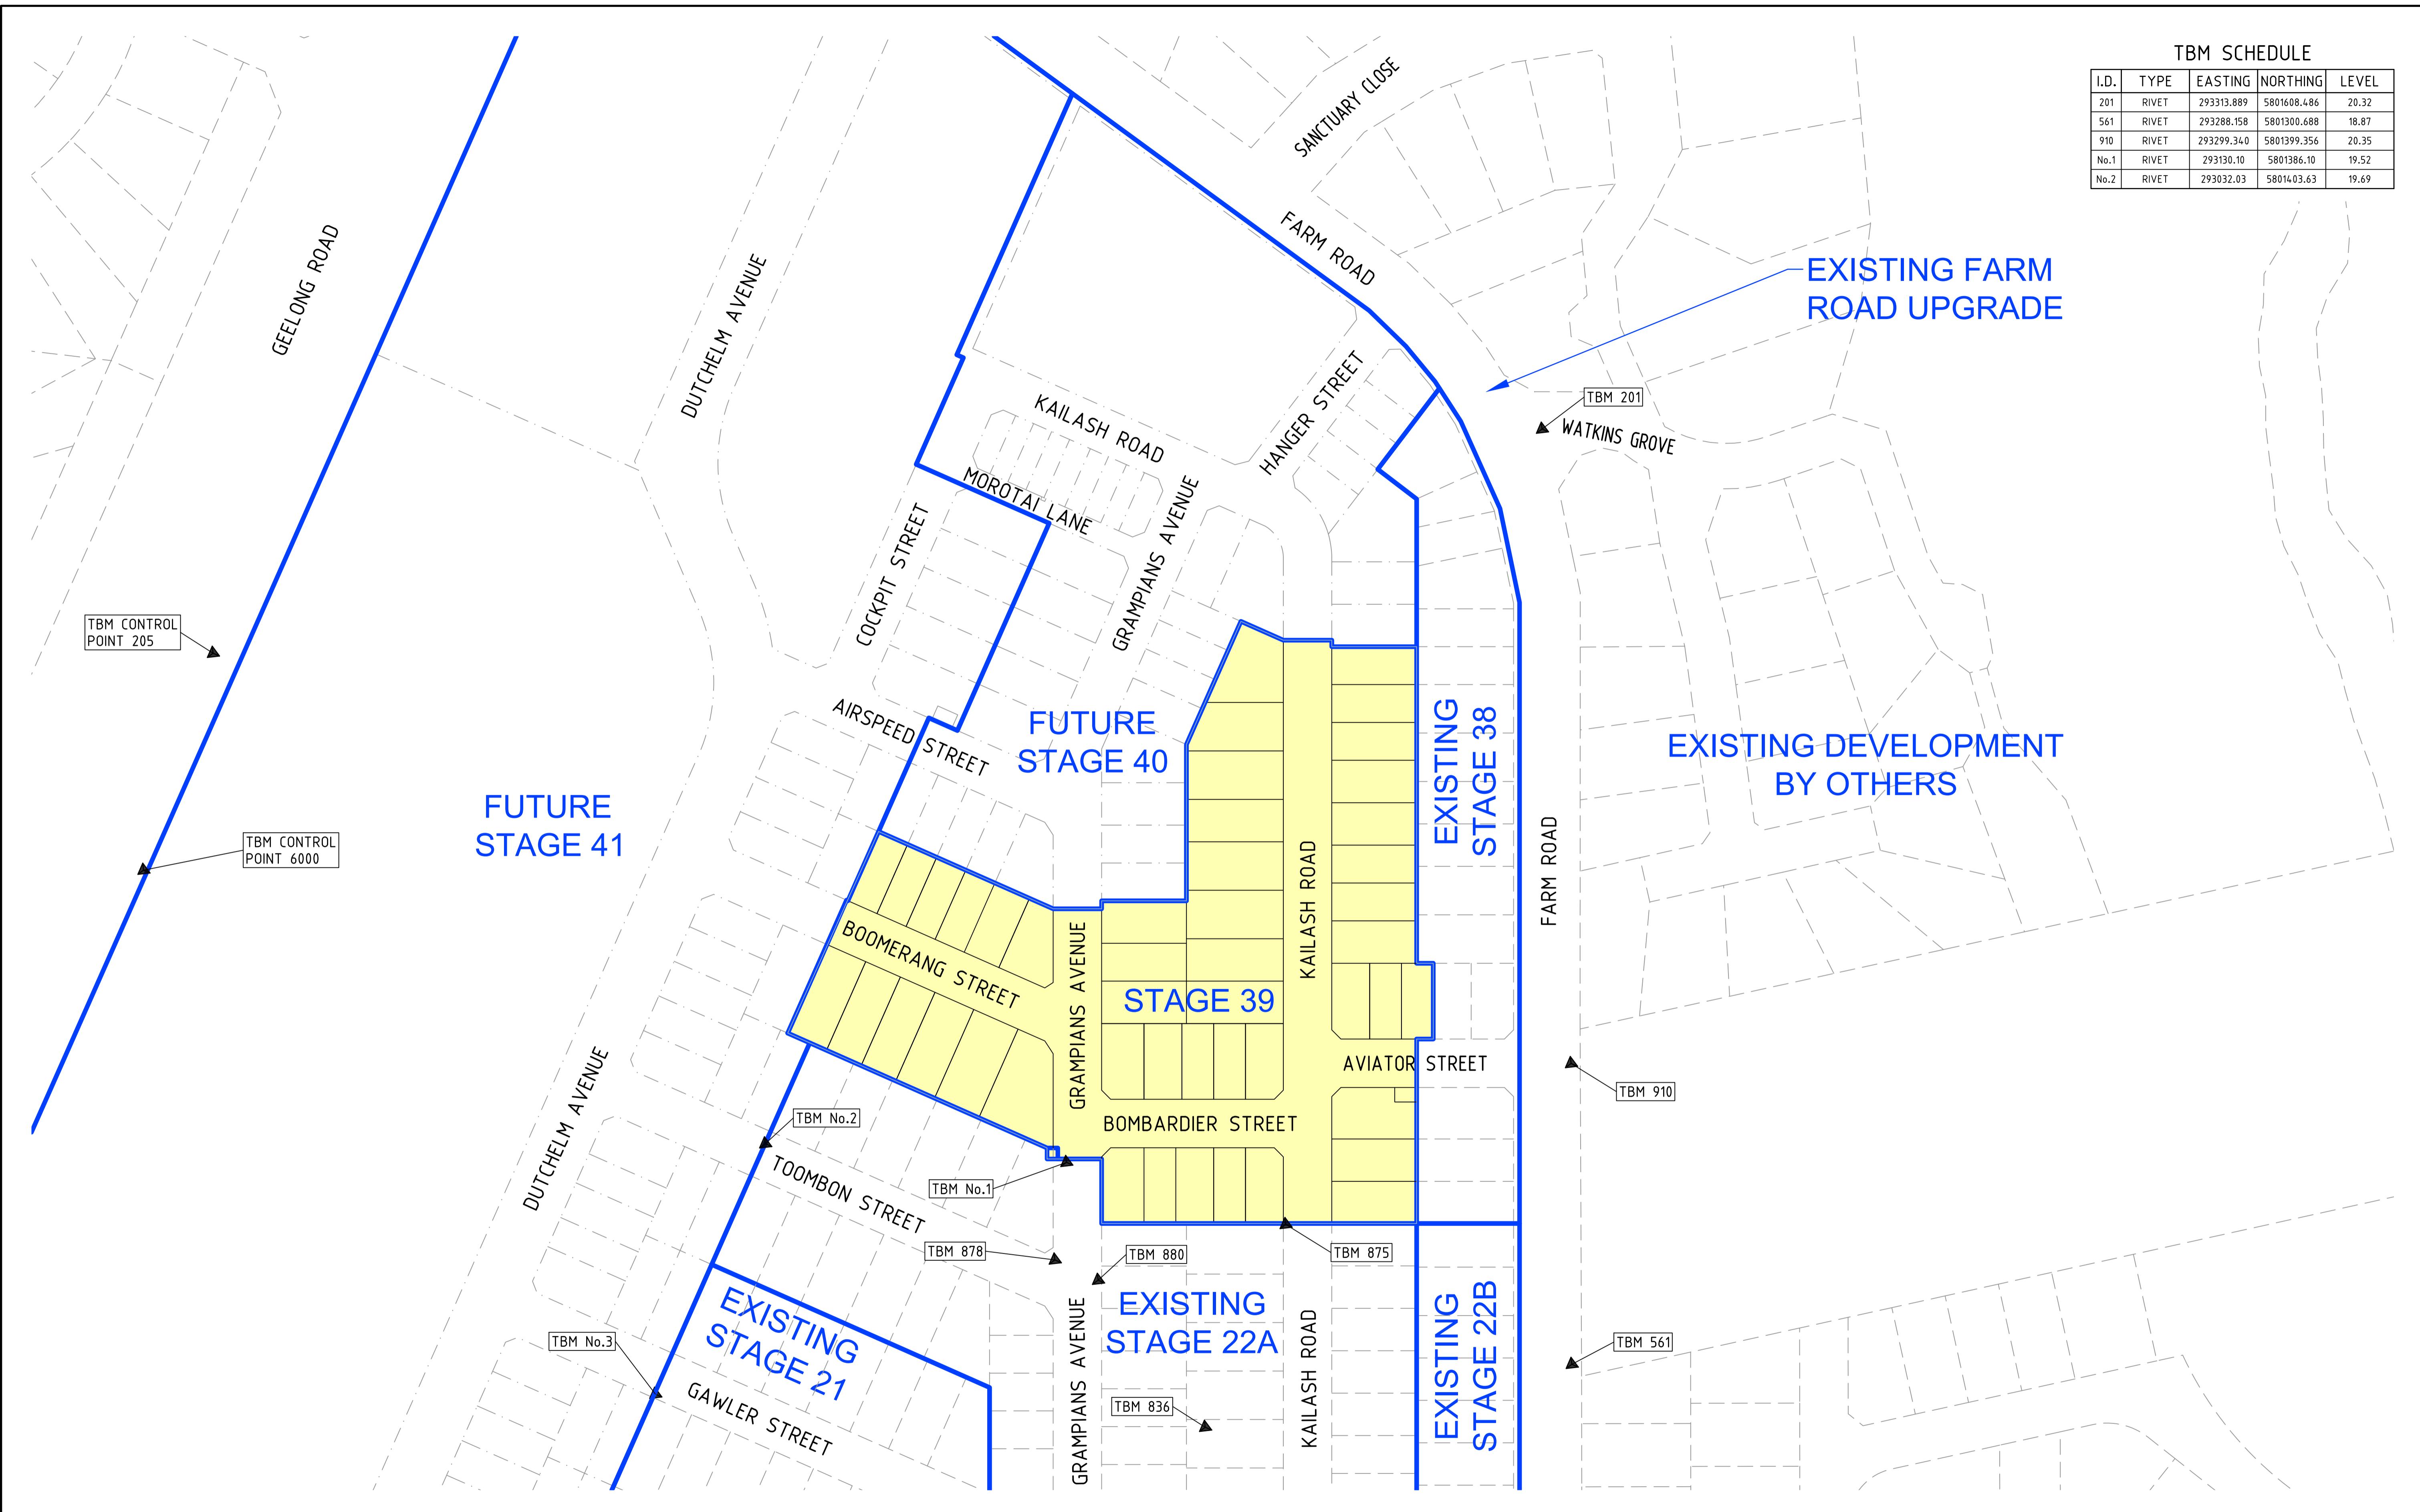 TBM SCHEDULE
I.D. TYPE EASTING NORTHING LEVEL
201 RIVET 293313.889 5801608.486 20.32
561 RIVET 293288.158 5801300.688 18.87
910 RIVET 293299.340 5801399.356 20.35
No.1 RIVET 293130.10 5801386.10 19.52
No.2 RIVET 293032.03 5801403.63 19.69
SANCTUARY CLOSE
GEELONG ROAD
DUTCHELM AVENUE
FARM ROAD
EXISTING FARM
ROAD UPGRADE
TBM 201
WATKINS GROVE
KAILASH ROAD
HANGER STREET
MOROTAI LANE
COCKPIT STREET
GRAMPIANS AVENUE
TBM CONTROL
POINT 205
AIRSPEED STREET
FUTURE
STAGE 40
EXISTING
STAGE 38
EXISTING DEVELOPMENT
BY OTHERS
FUTURE
STAGE 41
TBM CONTROL
POINT 6000
FARM ROAD
KAILASH ROAD
BOOMERANG STREET
GRAMPIANS AVENUE
STAGE 39
AVIATOR STREET
TBM 910
BOMBARDIER STREET
TBM No.2
DUTCHELM AVENUE
TBM No.1
TOOMBON STREET
TBM 878
TBM 880
TBM 875
EXISTING
STAGE 21
EXISTING
STAGE 22A
EXISTING
STAGE 22B
TBM No.3
TBM 561
GRAMPIANS AVENUE
KAILASH ROAD
GAWLER STREET
TBM 836